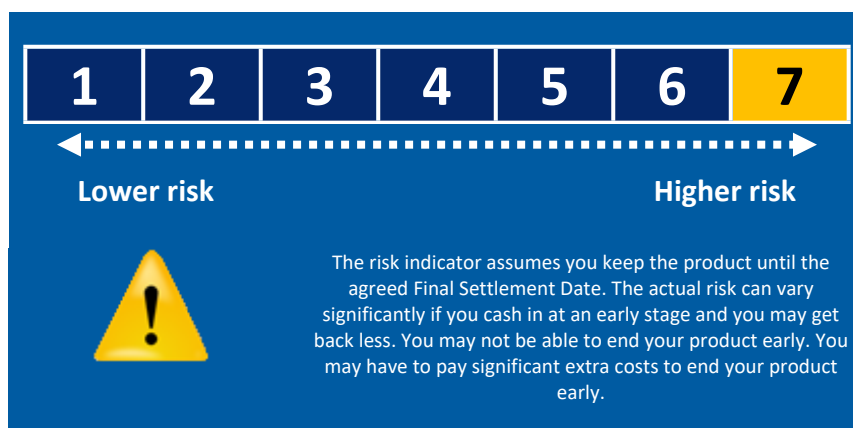 1 2 3 4 5 6 7
Lower risk Higher risk
The risk indicator assumes you keep the product until the
agreed Final Settlement Date. The actual risk can vary
significantly if you cash in at an early stage and you may get
back less. You may not be able to end your product early. You
may have to pay significant extra costs to end your product
early.